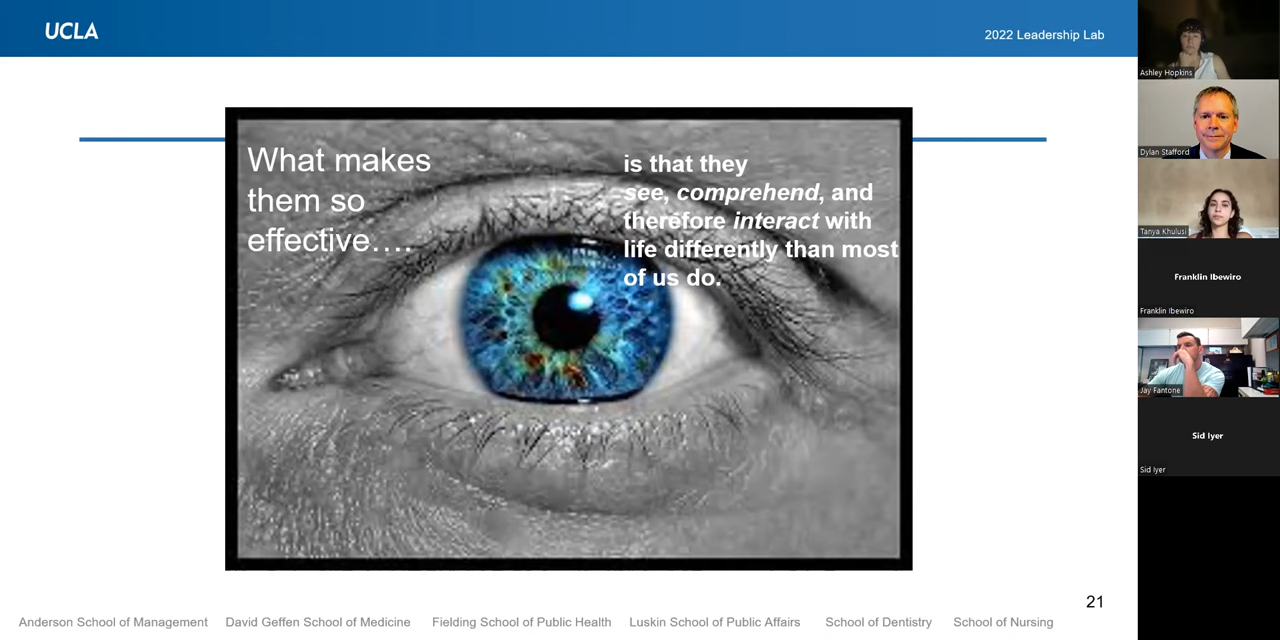 UCLA
2022 Leadership Lab
What makes
them so
effective….
is that they
see, comprehend, and
therefore interact with
life differently than most
of us do.
21
Anderson School of Management
David Geffen School of Medicine
Fielding School of Public Health
Luskin School of Public Affairs
School of Dentistry
School of Nursing
Ashley Hopkins
Dylan Stafford
Tanya Khulusi
Franklin Ibewiro
Franklin Ibewiro
Jay Fantone
Sid Iyer
Sid Iyer